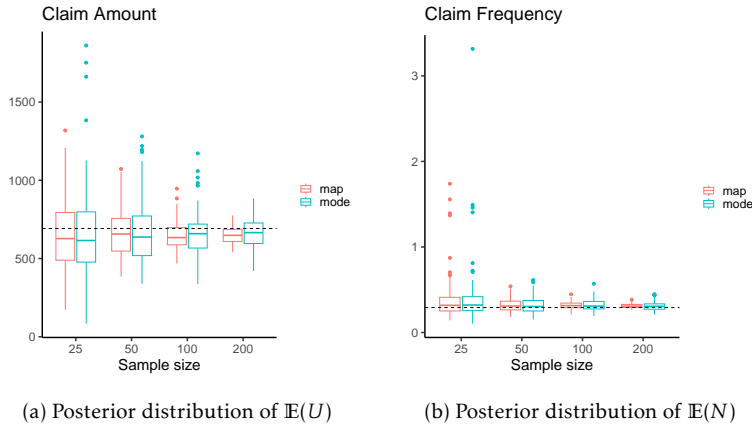 Claim Amount
1500
1000
500
0
25
50
100
200
Sample size
map
mode
(a) Posterior distribution of 𝔼(U)
Claim Frequency
3
2
1
0
25
50
100
200
Sample size
map
mode
(b) Posterior distribution of 𝔼(N)